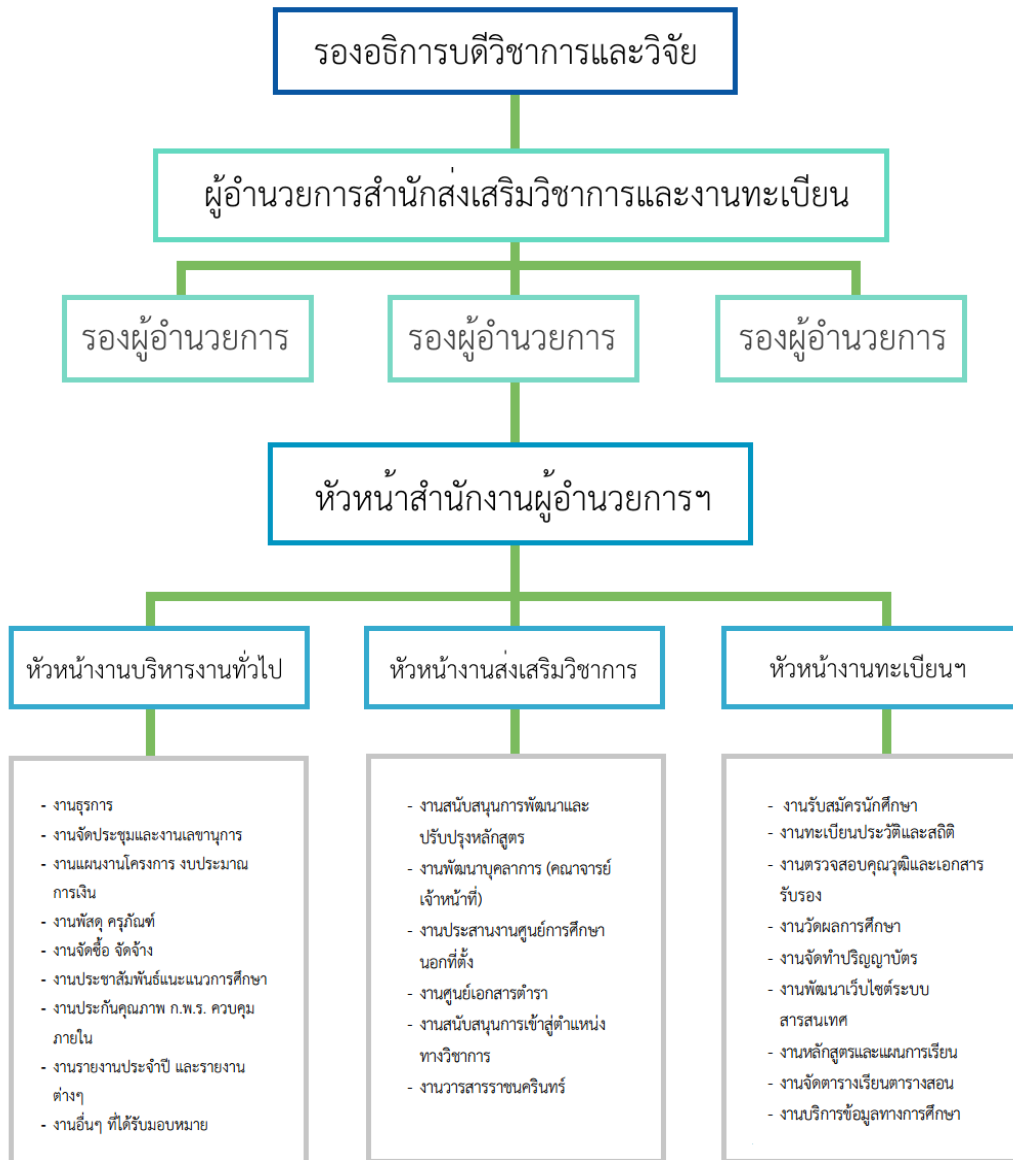 รองอธิการบดีวิชาการและวิจัย
ผู้อำนวยการสำนักส่งเสริมวิชาการและงานทะเบียน
รองผู้อำนวยการ
รองผู้อำนวยการ
รองผู้อำนวยการ
หัวหน้าสำนักงานผู้อำนวยการฯ
หัวหน้างานบริหารงานทั่วไป
- งานธุรการ
- งานจัดประชุมและงานเลขานุการ
- งานแผนงานโครงการ งบประมาณ
การเงิน
- งานพัสดุ ครุภัณฑ์
- งานจัดซื้อ จัดจ้าง
- งานประชาสัมพันธ์แนะแนวการศึกษา
- งานประกันคุณภาพ ก.พ.ร. ควบคุม
ภายใน
- งานรายงานประจำปี และรายงาน
ต่างๆ
- งานอื่นๆ ที่ได้รับมอบหมาย
หัวหน้างานส่งเสริมวิชาการ
- งานสนับสนุนการพัฒนาและ
ปรับปรุงหลักสูตร
- งานพัฒนาบุคลาการ (คณาจารย์
เจ้าหน้าที่)
- งานประสานงานศูนย์การศึกษา
นอกที่ตั้ง
- งานศูนย์เอกสารตำรา
- งานสนับสนุนการเข้าสู่ตำแหน่ง
ทางวิชาการ
- งานวารสารราชนครินทร์
หัวหน้างานทะเบียนฯ
- งานรับสมัครนักศึกษา
- งานทะเบียนประวัติและสถิติ
- งานตรวจสอบคุณวุฒิและเอกสาร
รับรอง
- งานวัดผลการศึกษา
- งานจัดทำปริญญาบัตร
- งานพัฒนาเว็บไซต์ระบบ
สารสนเทศ
- งานหลักสูตรและแผนการเรียน
- งานจัดตารางเรียนตารางสอน
- งานบริการข้อมูลทางการศึกษา